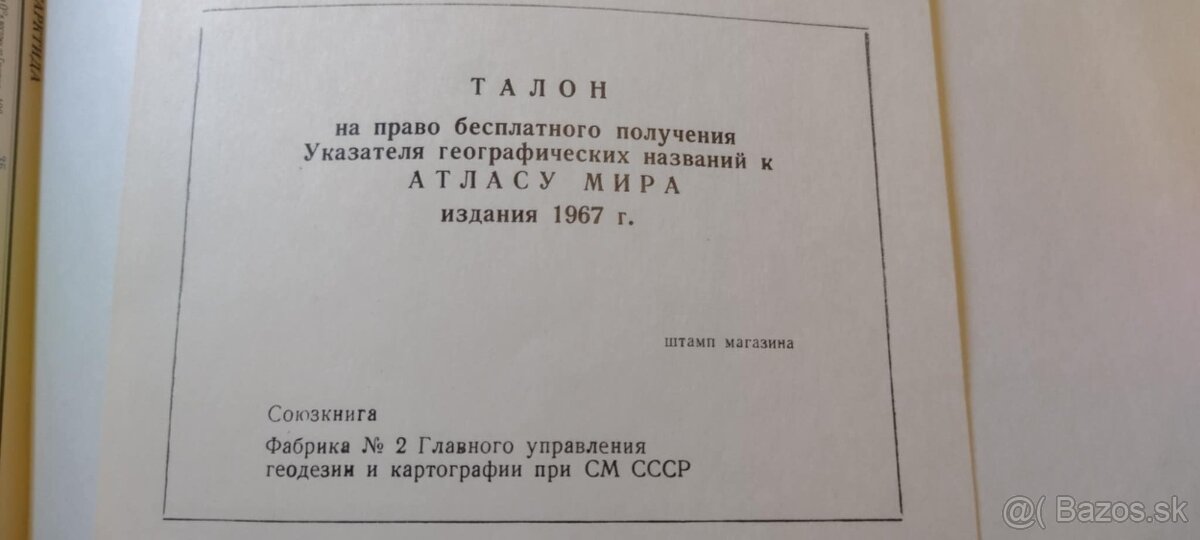 ТАЛОН
на право бесплатного получения
Указателя географических названий к
АТЛАСУ МИРА
издания 1967 г.
штамп магазина
Союзкнига
Фабрика № 2 Главного управления
геодезии и картографии при СМ СССР
АРКТИДА
@( Bazos.sk